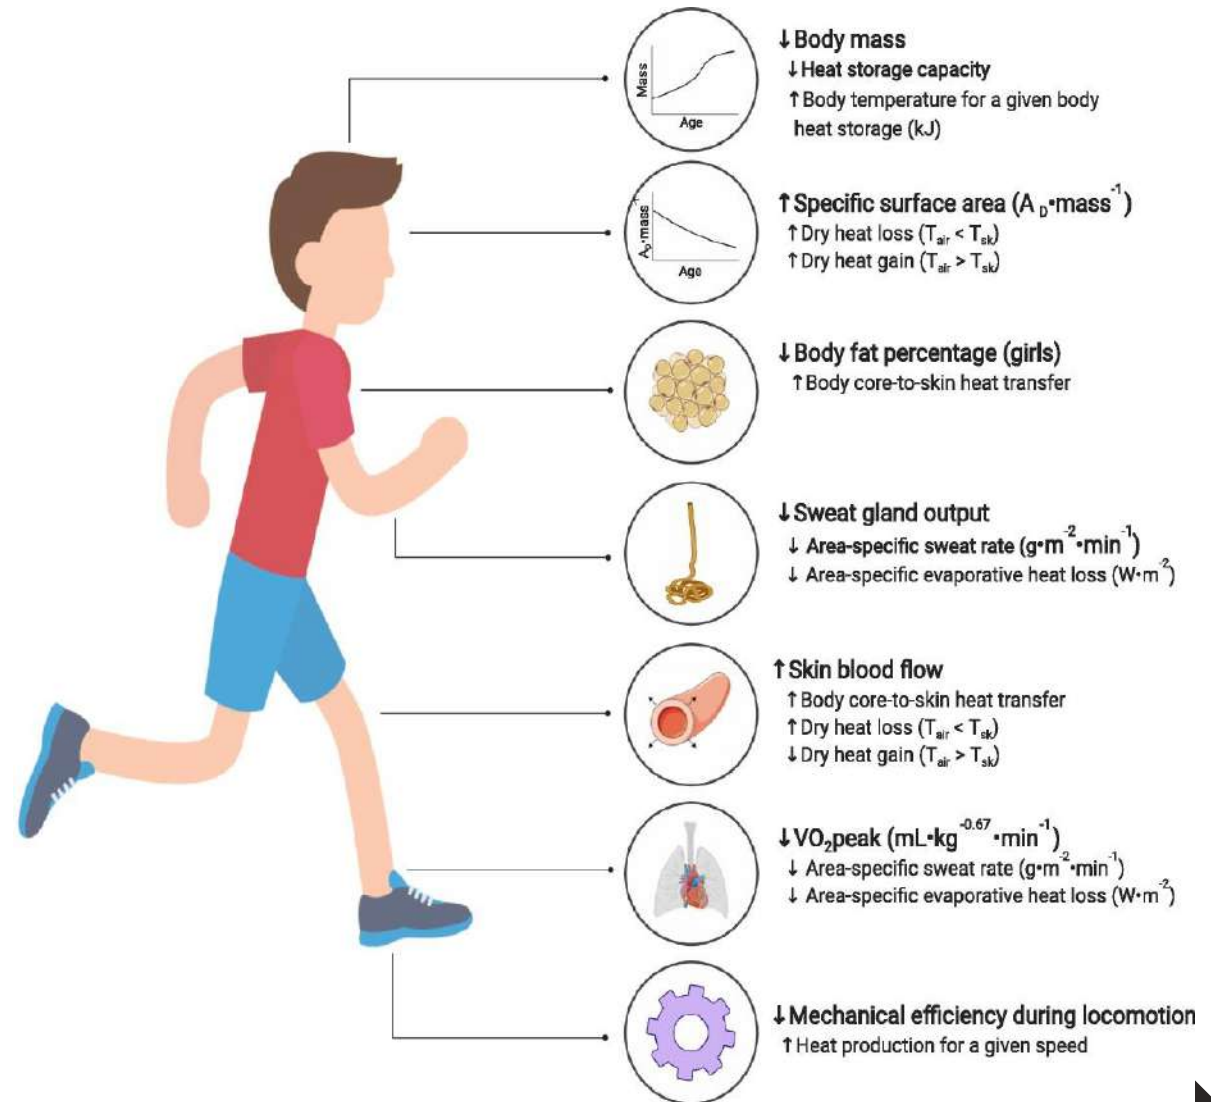 ↓Body mass
↓Heat storage capacity
↑Body temperature for a given body
heat storage (kJ)
Mass
Age
↑Specific surface area (A D•mass-1)
↑Dry heat loss (Tair < Tsk)
↑Dry heat gain (Tair > Tsk)
AD•mass-1
Age
↓Body fat percentage (girls)
↑Body core-to-skin heat transfer
↓Sweat gland output
↓ Area-specific sweat rate (g•m-2•min-1)
↓ Area-specific evaporative heat loss (W•m-2)
↑Skin blood flow
↑Body core-to-skin heat transfer
↑Dry heat loss (Tair < Tsk)
↓Dry heat gain (Tair > Tsk)
↓VO2peak (mL•kg-0.67•min-1)
↓ Area-specific sweat rate (g•m-2•min-1)
↓ Area-specific evaporative heat loss (W•m-2)
↓Mechanical efficiency during locomotion
↑Heat production for a given speed